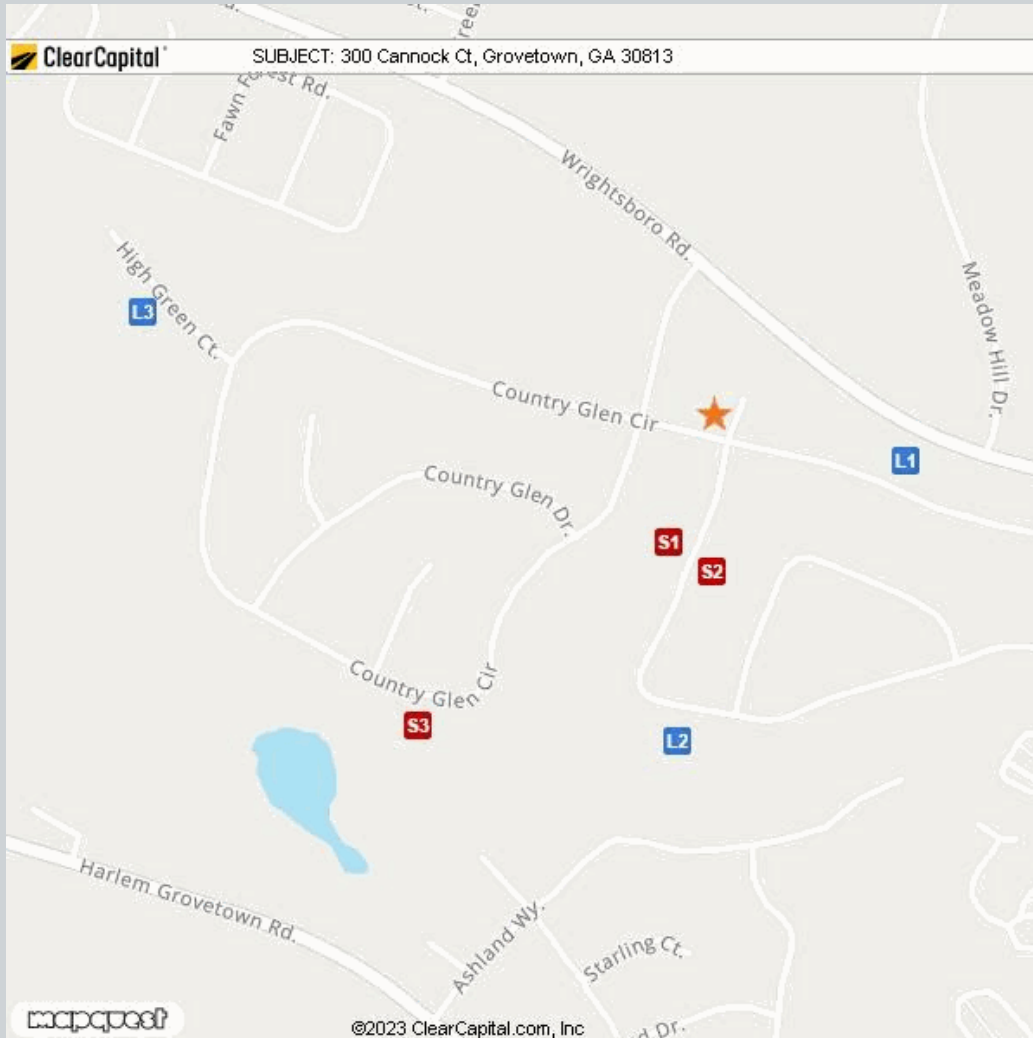 ClearCapital
SUBJECT: 300 Cannock Ct, Grovetown, GA 30813
Fawn Forest Rd.
Wrightsboro Rd.
High Green Ct.
Meadow Hill Dr.
L3
Country Glen Cir
L1
Country Glen Dr.
S1
S2
Country Glen Cir
S3
L2
Harlem Grovetown Rd.
Ashland Wy.
Starling Ct.
mapquest
©2023 ClearCapital.com, Inc
Dr.